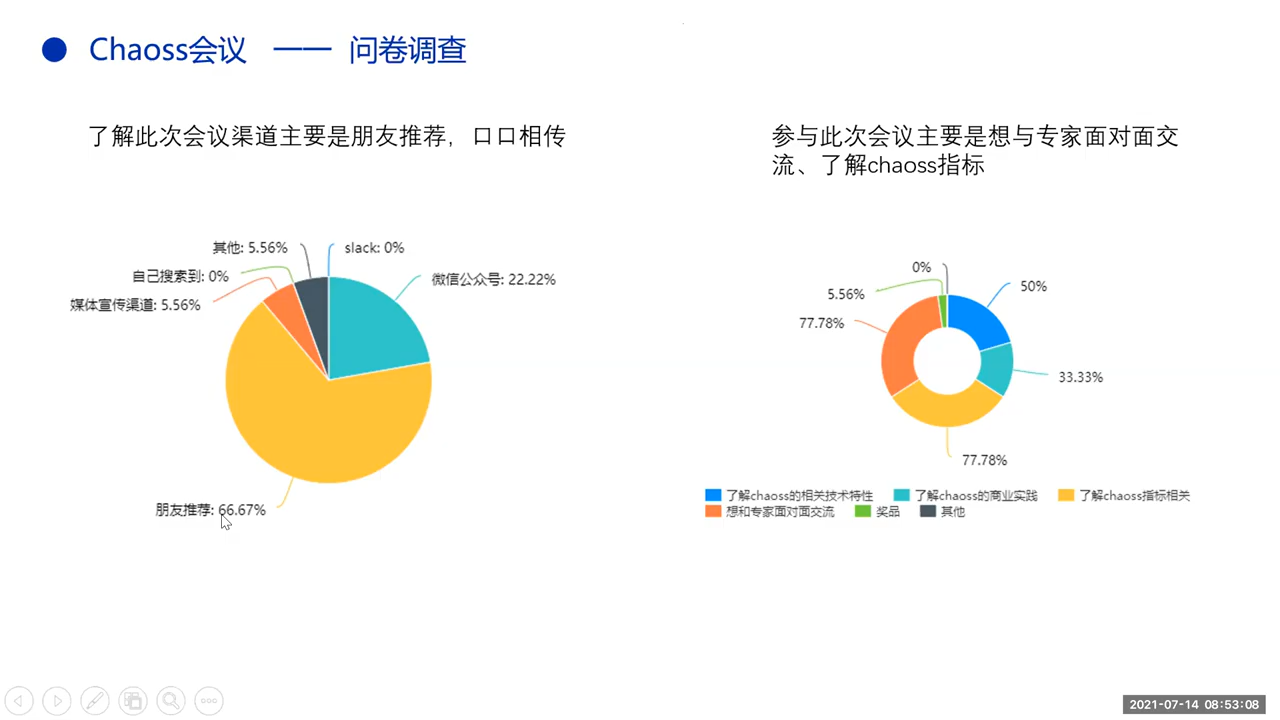 Chaoss会议 —— 问卷调查
了解此次会议渠道主要是朋友推荐，口口相传
参与此次会议主要是想与专家面对面交
流、了解chaoss指标
其他: 5.56%
slack: 0%
自己搜索到: 0%
微信公众号: 22.22%
媒体宣传渠道: 5.56%
朋友推荐: 66.67%
0%
50%
5.56%
77.78%
33.33%
77.78%
了解chaoss的相关技术特性 了解chaoss的商业实践 了解chaoss指标相关
想和专家面对面交流 奖品 其他
2021-07-14 08:53:08